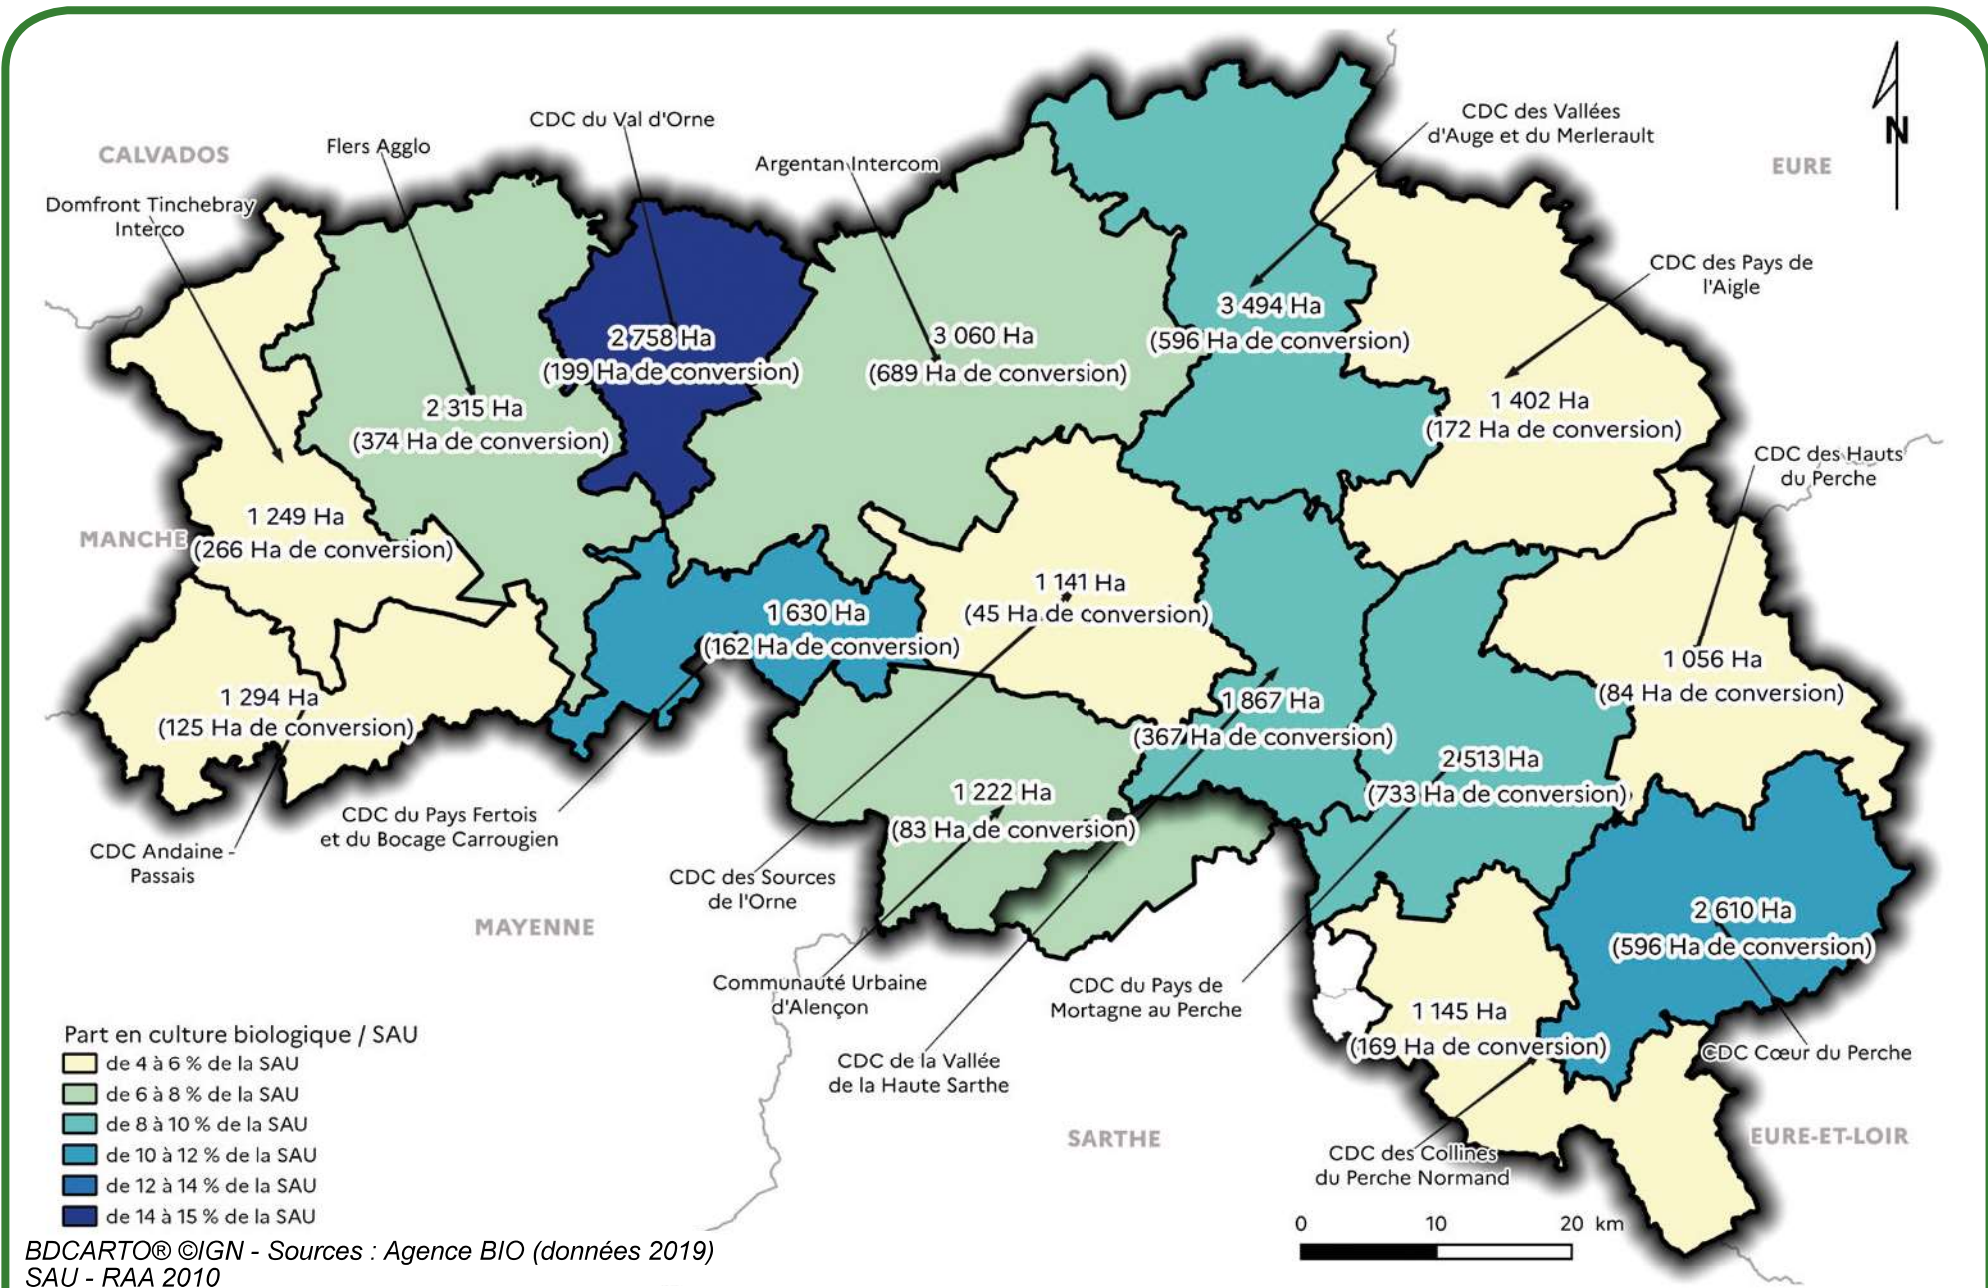 CALVADOS
Flers Agglo
CDC du Val d'Orne
Argentan Intercom
CDC des Vallées
d'Auge et du Merlerault
N
EURE
Domfront Tinchebray
Interco
CDC des Pays de
l'Aigle
3 494 Ha
(596 Ha de conversion)
2 758 Ha
(199 Ha de conversion)
3 060 Ha
(689 Ha de conversion)
2 315 Ha
(374 Ha de conversion)
1 402 Ha
(172 Ha de conversion)
CDC des Hauts
du Perche
MANCHE
1 249 Ha
(266 Ha de conversion)
1 141 Ha
(45 Ha de conversion)
1 630 Ha
(162 Ha de conversion)
1 056 Ha
(84 Ha de conversion)
1 294 Ha
(125 Ha de conversion)
1 867 Ha
(367 Ha de conversion)
2 513 Ha
(733 Ha de conversion)
1 222 Ha
(83 Ha de conversion)
CDC du Pays Fertois
et du Bocage Carrougien
CDC Andaine -
Passais
CDC des Sources
de l'Orne
MAYENNE
2 610 Ha
(596 Ha de conversion)
Communauté Urbaine
d'Alençon
CDC du Pays de
Mortagne au Perche
1 145 Ha
(169 Ha de conversion)
CDC de la Vallée
de la Haute Sarthe
CDC Cœur du Perche
SARTHE
EURE-ET-LOIR
CDC des Collines
du Perche Normand
Part en culture biologique / SAU
de 4 à 6 % de la SAU
de 6 à 8 % de la SAU
de 8 à 10 % de la SAU
de 10 à 12 % de la SAU
de 12 à 14 % de la SAU
de 14 à 15 % de la SAU
0 10 20 km
BDCARTO® ©IGN - Sources : Agence BIO (données 2019)
SAU - RAA 2010